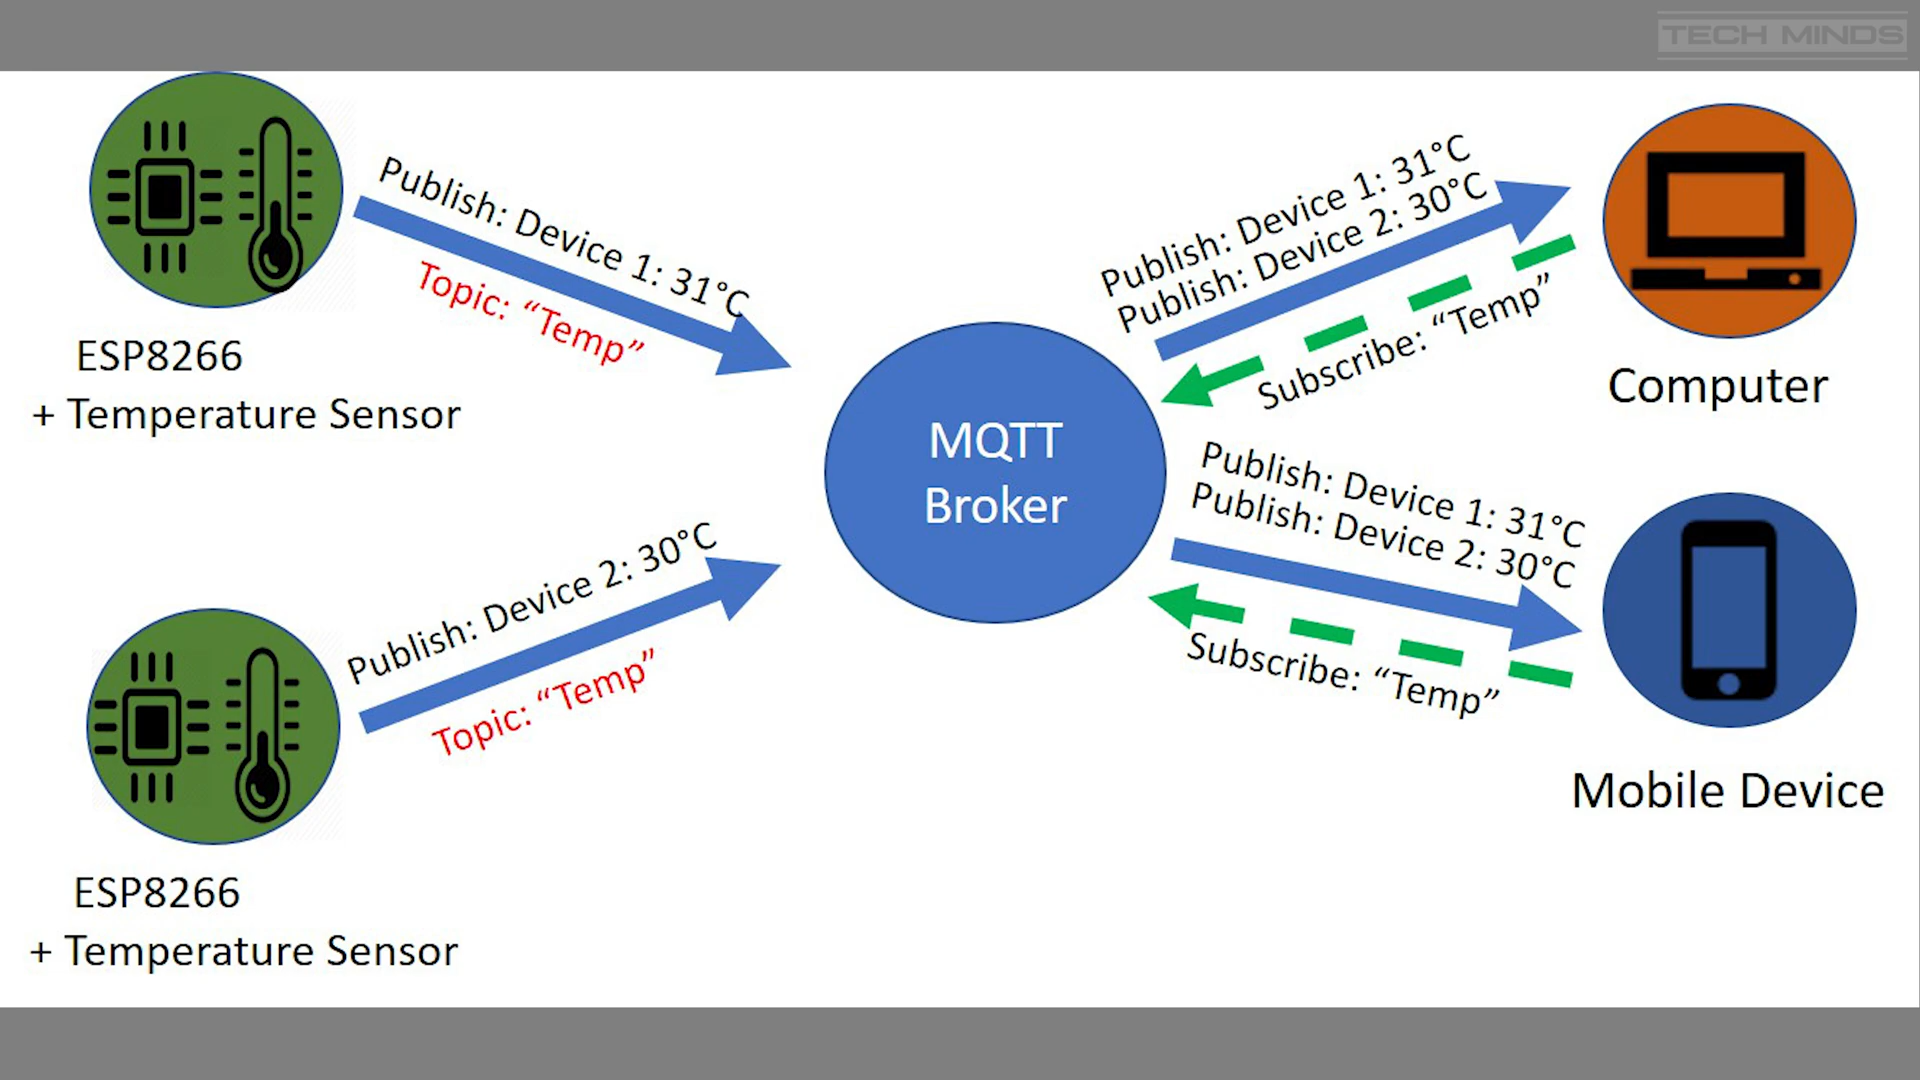 TECH MINDS
Publish: Device 1: 31°C
Topic: “Temp”
ESP8266
+ Temperature Sensor
Publish: Device 2: 30°C
Topic: “Temp”
ESP8266
+ Temperature Sensor
MQTT
Broker
Publish: Device 1: 31°C
Publish: Device 2: 30°C
Subscribe: “Temp”
Computer
Publish: Device 1: 31°C
Publish: Device 2: 30°C
Subscribe: “Temp”
Mobile Device